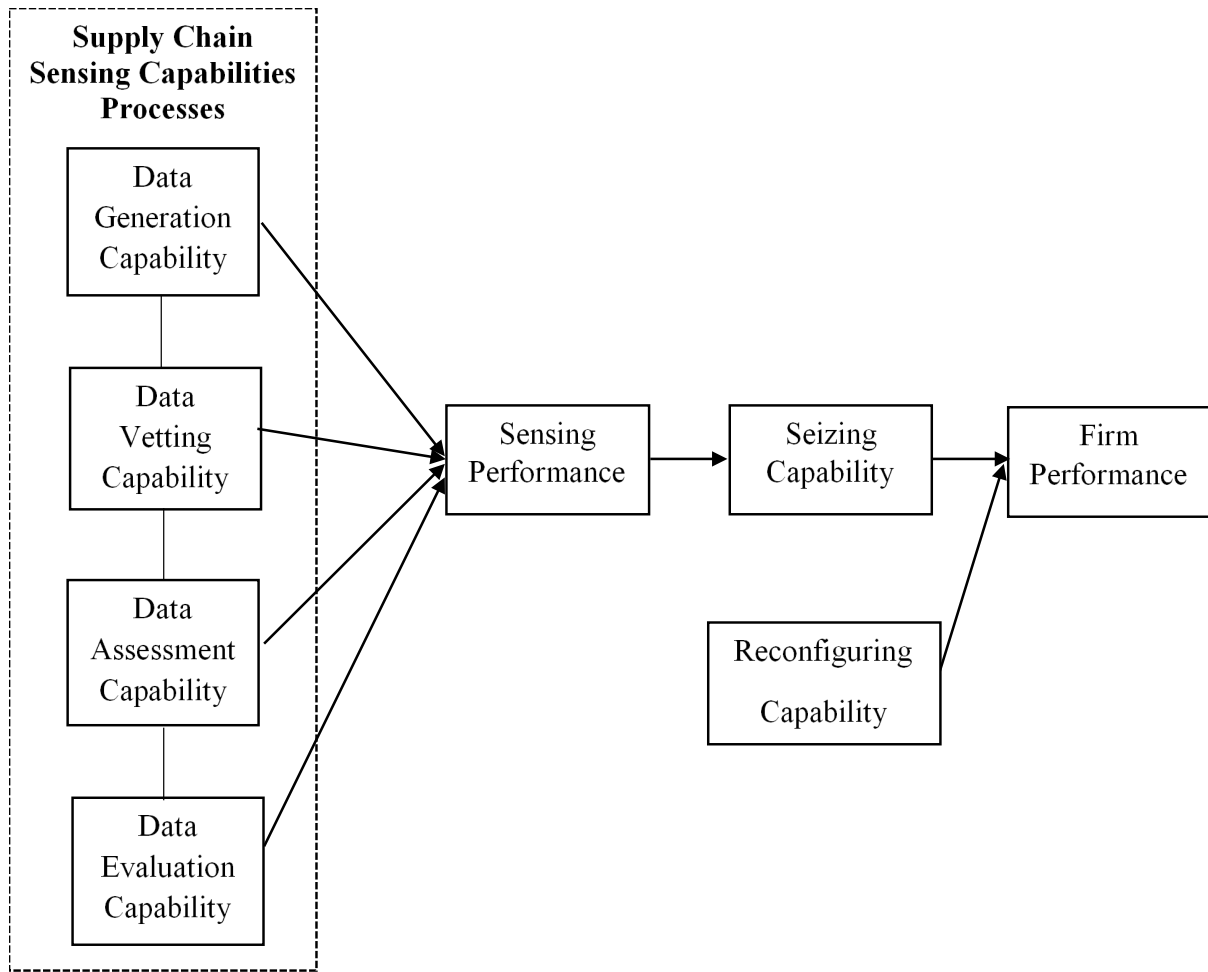 Supply Chain
Sensing Capabilities
Processes
Data
Generation
Capability
Data
Vetting
Capability
Data
Assessment
Capability
Data
Evaluation
Capability
Sensing
Performance
Seizing
Capability
Firm
Performance
Reconfiguring
Capability